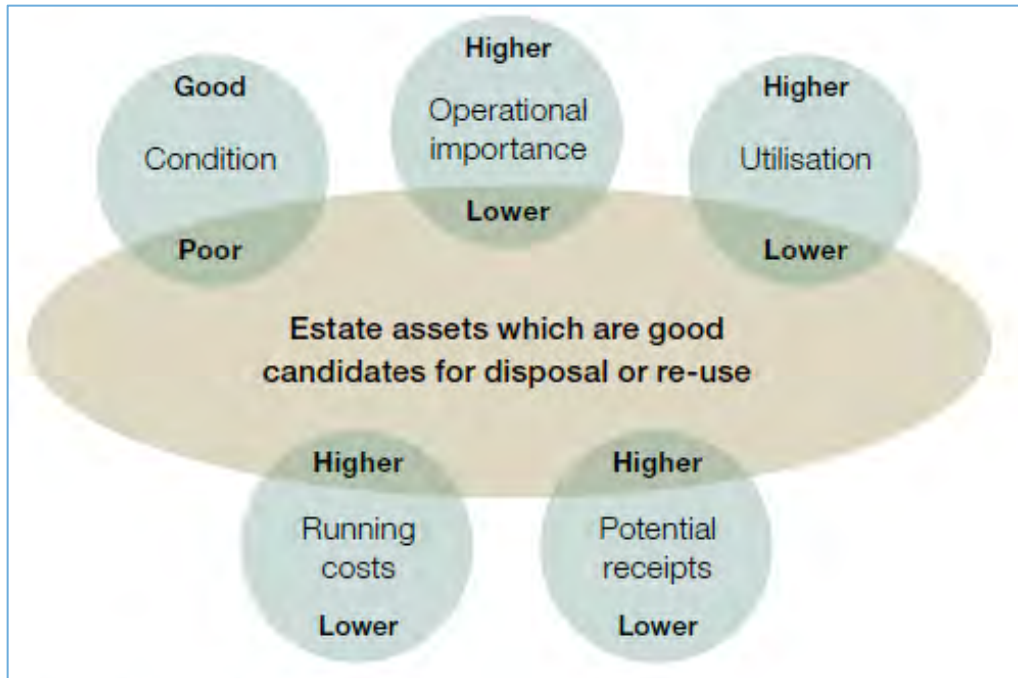 Good
Condition
Poor
Higher
Operational
importance
Lower
Higher
Utilisation
Lower
Estate assets which are good
candidates for disposal or re-use
Higher
Running
costs
Lower
Higher
Potential
receipts
Lower